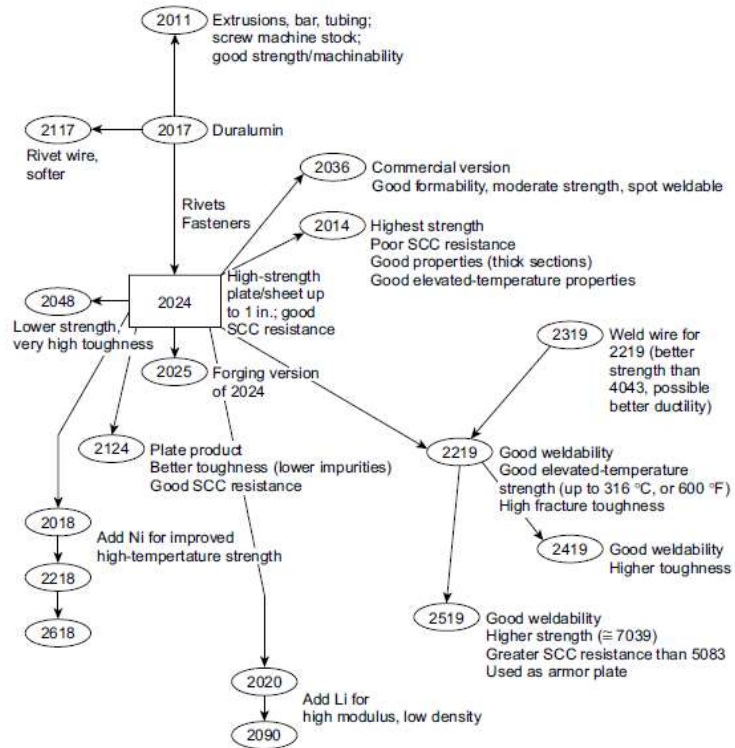 2011
Extrusions, bar, tubing;
screw machine stock;
good strength/machinability
2117
2017
Duralumin
Rivet wire,
softer
2036
Commercial version
Good formability, moderate strength, spot weldable
Rivets
Fasteners
2014
Highest strength
Poor SCC resistance
Good properties (thick sections)
Good elevated-temperature properties
2024
High-strength
plate/sheet up
to 1 in.; good
SCC resistance
2048
Lower strength,
very high toughness
2025
Forging version
of 2024
2319
Weld wire for
2219 (better
strength than
4043, possible
better ductility)
2124
Plate product
Better toughness (lower impurities)
Good SCC resistance
2219
Good weldability
Good elevated-temperature
strength (up to 316 °C, or 600 °F)
High fracture toughness
2018
Add Ni for improved
high-tempertature strength
2218
2618
2419
Good weldability
Higher toughness
2519
Good weldability
Higher strength (≅ 7039)
Greater SCC resistance than 5083
Used as armor plate
2020
Add Li for
high modulus, low density
2090